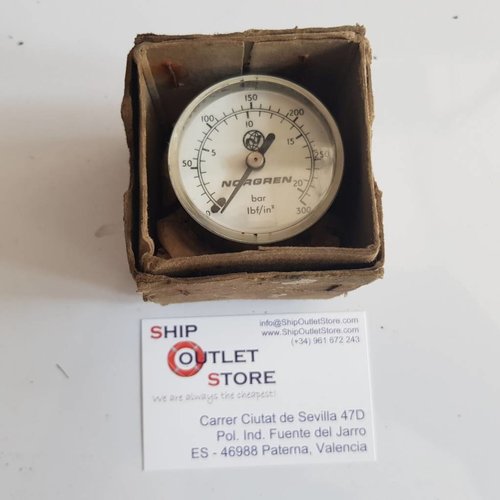 150
100 200
10
5 15
50 250
NORGREN
20
bar
0 300
lbf/in²
SHIP
OUTLET
STORE
We are always the cheapest!
info@ShipOutletStore.com
www.ShipOutletStore.com
(+34) 961 672 243
Carrer Ciutat de Sevilla 47D
Pol. Ind. Fuente del Jarro
ES - 46988 Paterna, Valencia